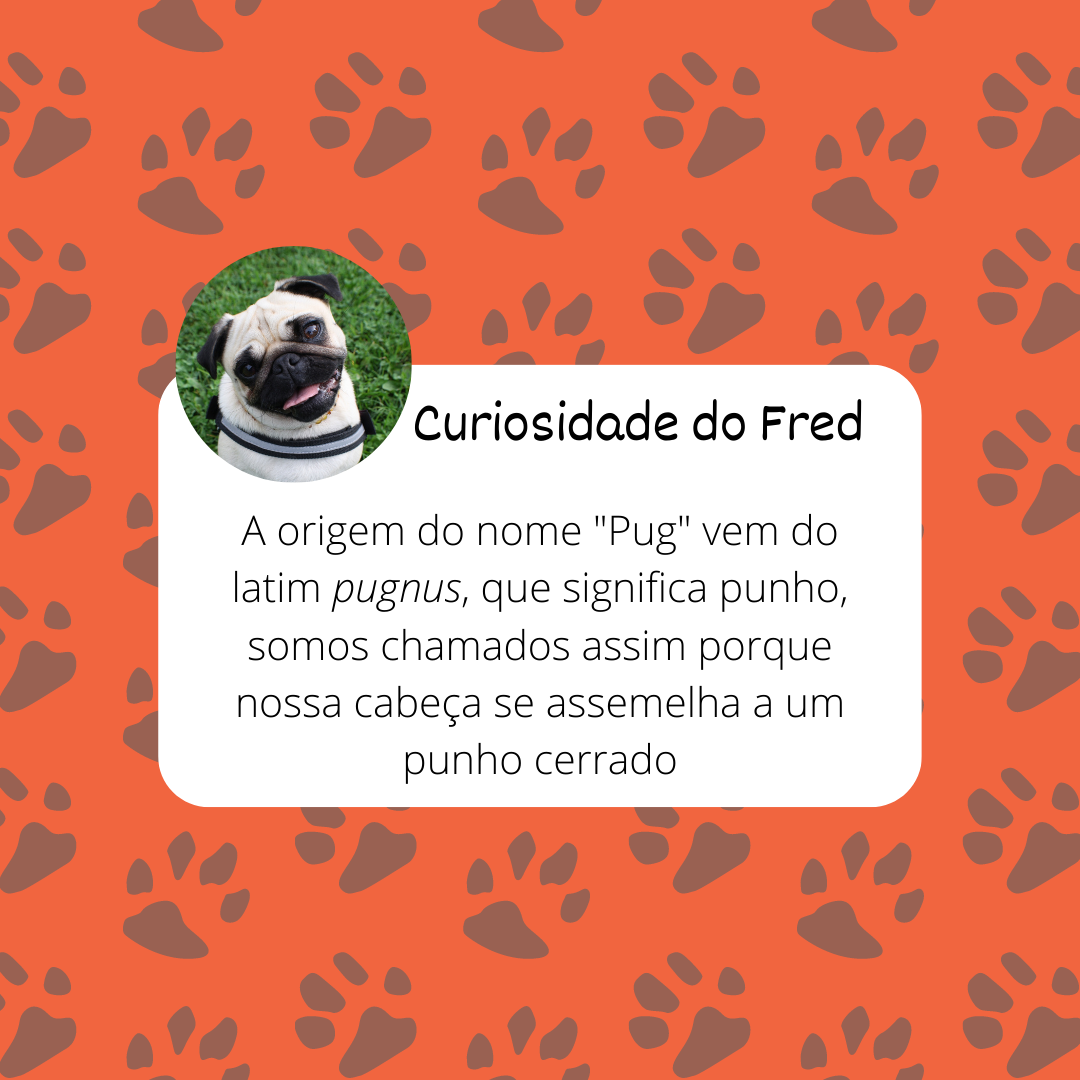 Curiosidade do Fred
A origem do nome "Pug" vem do
latim pugnus, que significa punho,
somos chamados assim porque
nossa cabeça se assemelha a um
punho cerrado